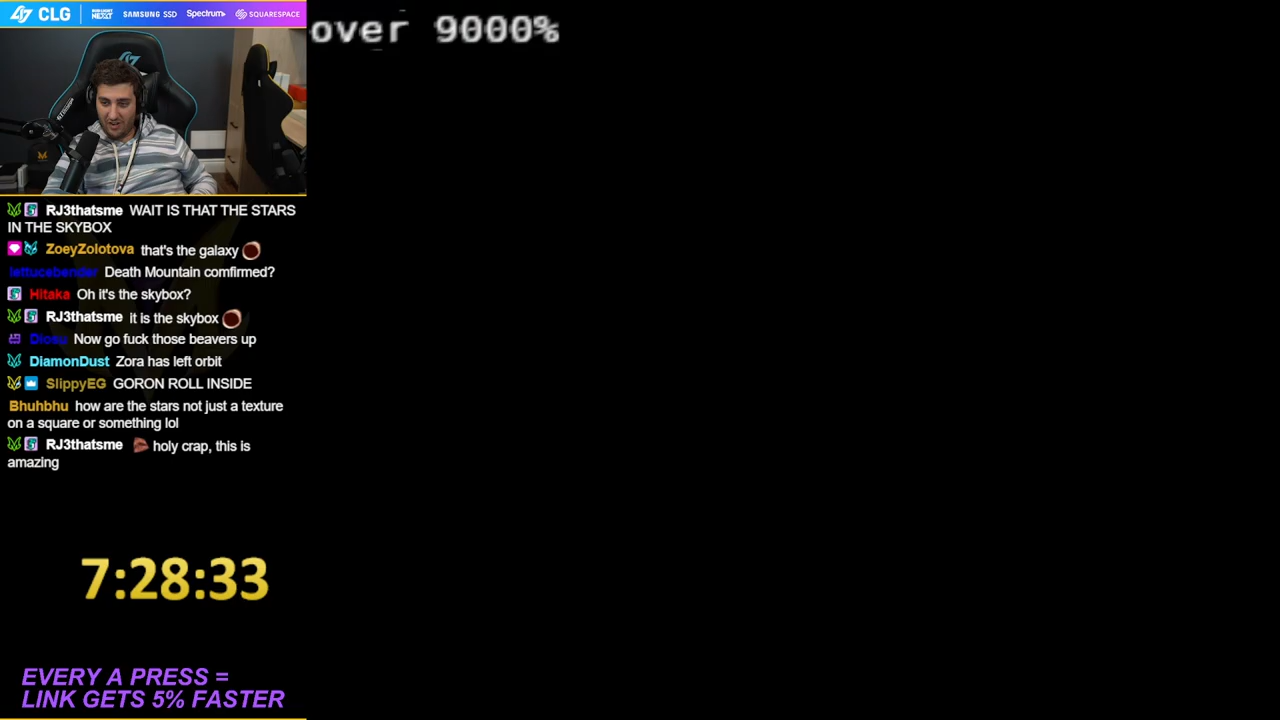 CLG
SAMSUNG SSD
Spectrum
SQUARESPACE
over 9000%
RJ3thatsme WAIT IS THAT THE STARS
IN THE SKYBOX
ZoeyZolotova that's the galaxy
lettucebender Death Mountain comfirmed?
Hitaka Oh it's the skybox?
RJ3thatsme it is the skybox
Now go fuck those beavers up
DiamonDust Zora has left orbit
SlippyEG GORON ROLL INSIDE
Bhuhbhu how are the stars not just a texture
on a square or something lol
RJ3thatsme holy crap, this is
amazing
7:28:33
EVERY A PRESS =
LINK GETS 5% FASTER